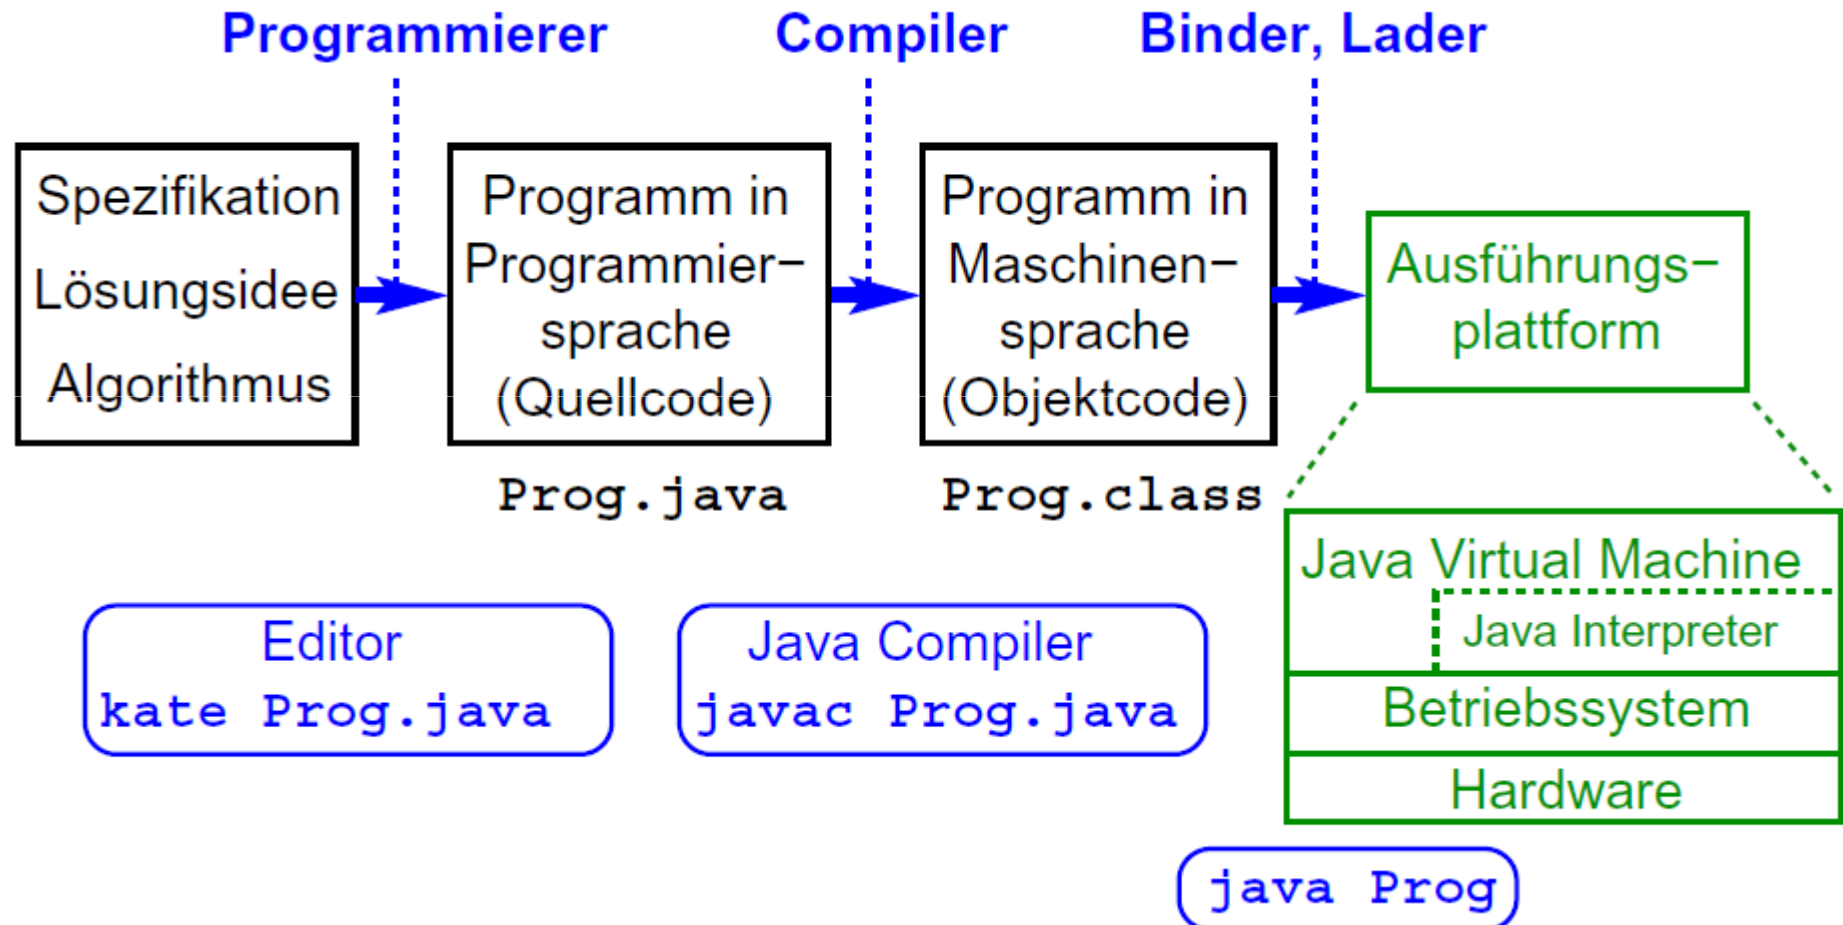 Programmierer
Compiler
Binder, Lader
Spezifikation
Lösungsidee
Algorithmus
Programm in
Programmier-
sprache
(Quellcode)
Prog.java
Programm in
Maschinen-
sprache
(Objektcode)
Prog.class
Ausführungs-
plattform
Java Virtual Machine
Java Interpreter
Betriebssystem
Hardware
Editor
kate Prog.java
Java Compiler
javac Prog.java
java Prog